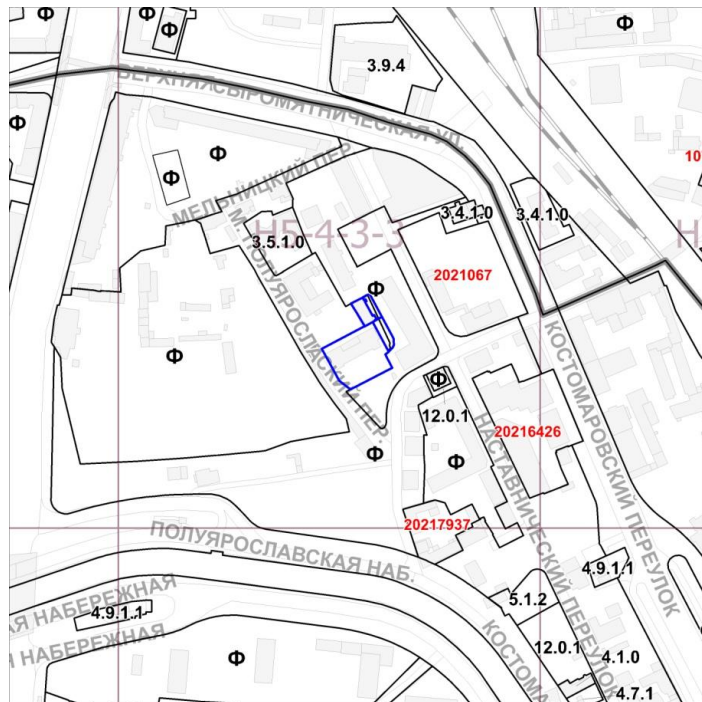 Ф
Ф
Ф
Ф
3.9.4
ВЕРХНЯЯ СЫРОМЯТНИЧЕСКАЯ УЛ.
Ф
Ф
Ф
10
МЕЛЬНИЦКИЙ ПЕР.
3.4.1.0
3.4.1.0
Н5-4-3-3
Н
3.5.1.0
2021067
М. ПОЛУЯРОСЛАВСКИЙ ПЕР.
Ф
Ф
Ф
12.0.1
КОСТОМАРОВСКИЙ ПЕРЕУЛОК
НАСТАВНИЧЕСКИЙ ПЕРЕУЛОК
20216426
Ф
Ф
20217937
ПОЛУЯРОСЛАВСКАЯ НАБ.
4.9.1.1
АЯ НАБЕРЕЖНАЯ
4.9.1.1
Я НАБЕРЕЖНАЯ
5.1.2
КОСТОМА
12.0.1
4.1.0
Ф
4.7.1